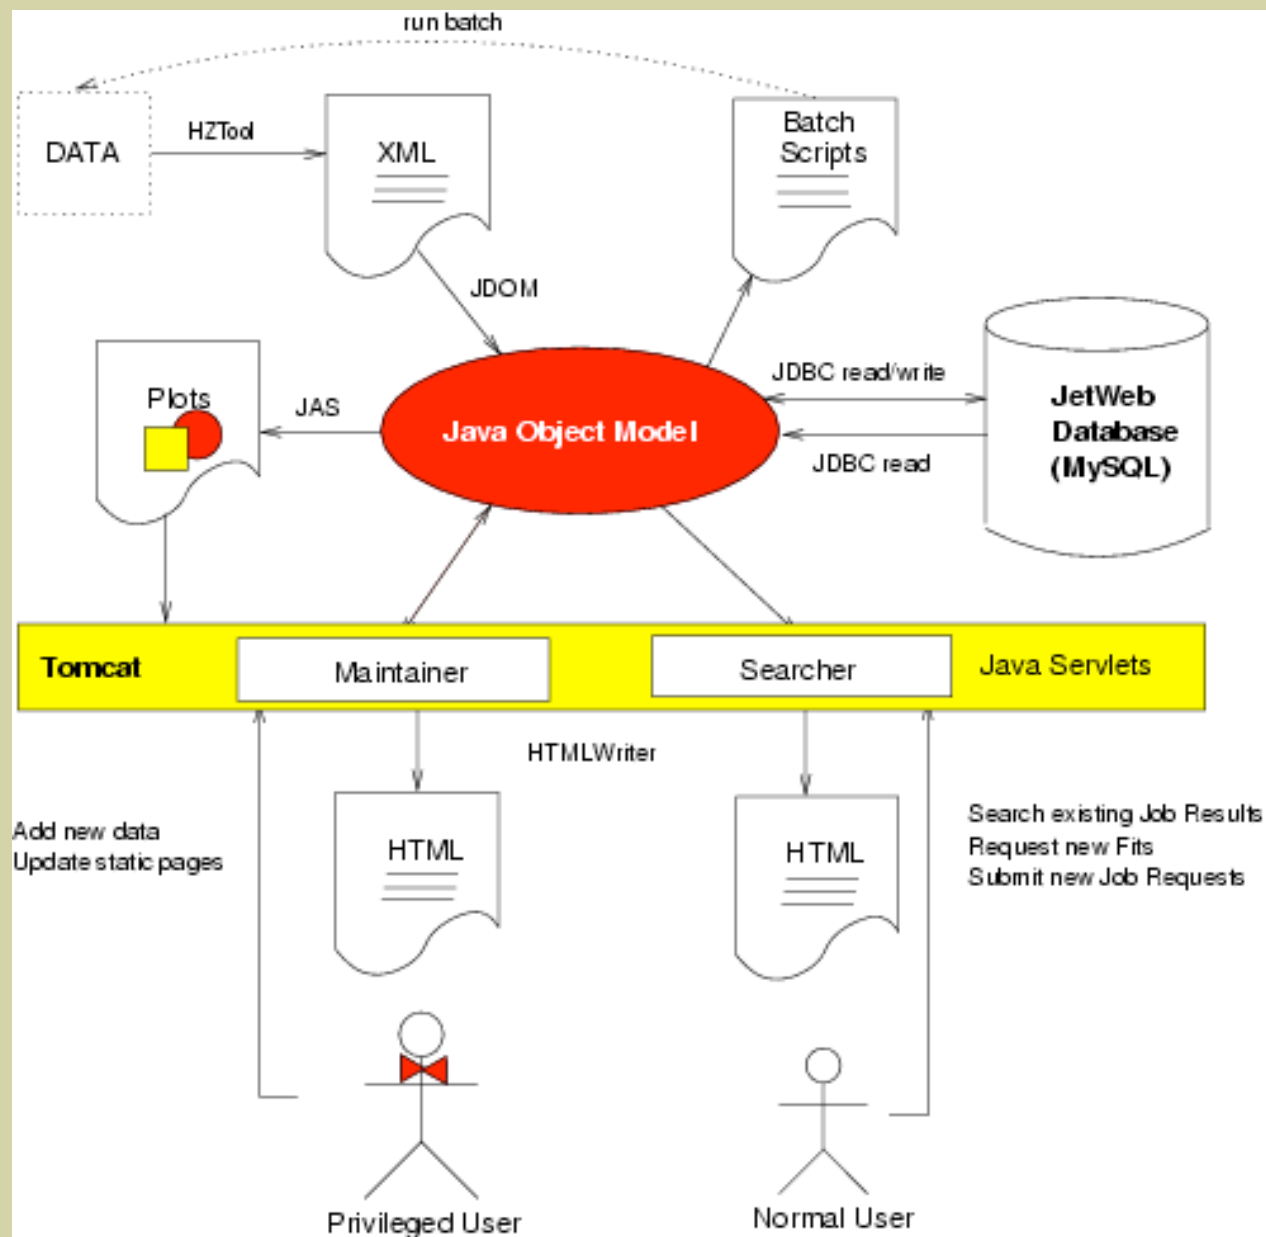 run batch
DATA
HZTool
XML
Batch
Scripts
JDOM
Plots
JAS
Java Object Model
JDBC read/write
JDBC read
JetWeb
Database
(MySQL)
Tomcat
Maintainer
Searcher
Java Servlets
HTMLWriter
Add new data
Update static pages
HTML
HTML
Search existing Job Results
Request new Fits
Submit new Job Requests
Privileged User
Normal User